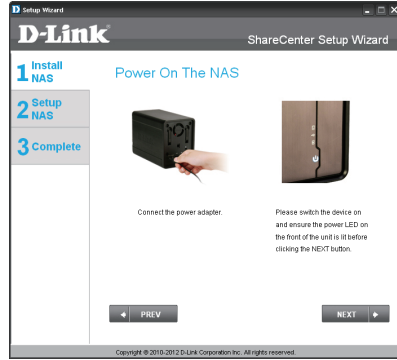 D Setup Wizard
D-Link
ShareCenter Setup Wizard
1 Install NAS
2 Setup NAS
3 Complete
Power On The NAS
Connect the power adapter.
Please switch the device on
and ensure the power LED on
the front of the unit is lit before
clicking the NEXT button.
PREV
NEXT
Copyright © 2010-2012 D-Link Corporation Inc. All rights reserved.